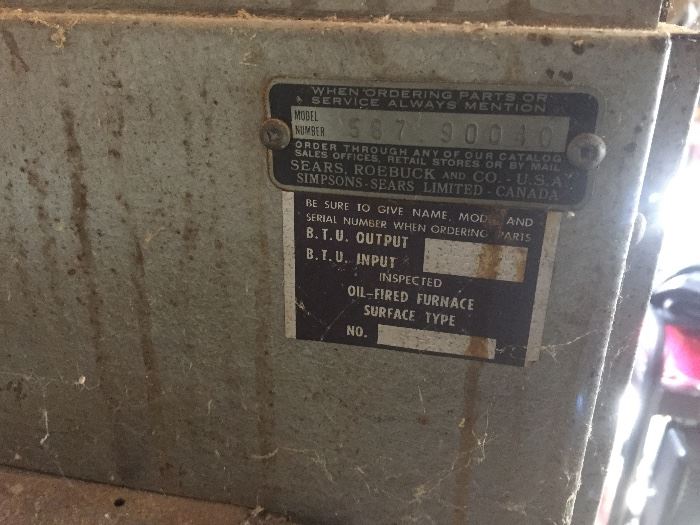 WHEN ORDERING PARTS OR
SERVICE ALWAYS MENTION
MODEL
NUMBER 587 90040
ORDER THROUGH ANY OF OUR CATALOG
SALES OFFICES, RETAIL STORES OR BY MAIL
SEARS, ROEBUCK AND CO., U.S.A
SIMPSONS-SEARS LIMITED-CANADA
BE SURE TO GIVE NAME, MODEL AND
SERIAL NUMBER WHEN ORDERING PARTS
B.T.U. OUTPUT
B.T.U. INPUT
INSPECTED
OIL-FIRED FURNACE
SURFACE TYPE
NO.